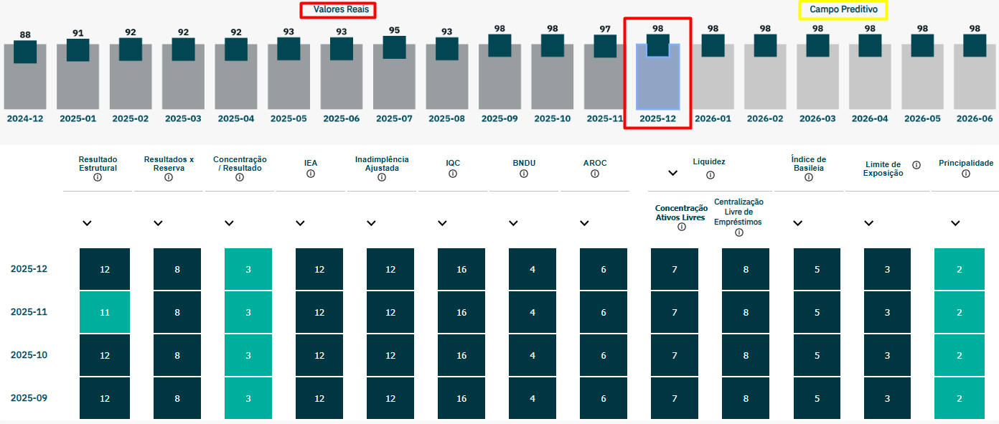 Valores Reais
Campo Preditivo
88 91 92 92 92 93 93 95 93 98 98 97 98 98 98 98 98 98 98
2024-12 2025-01 2025-02 2025-03 2025-04 2025-05 2025-06 2025-07 2025-08 2025-09 2025-10 2025-11 2025-12 2026-01 2026-02 2026-03 2026-04 2026-05 2026-06
Resultado
Estrutural
Resultados x
Reserva
Concentração
/ Resultado
IEA
Inadimplência
Ajustada
IQC
BNDU
AROC
Liquidez
Índice de
Basileia
Limite de
Exposição
Principalidade
Concentração
Ativos Livres
Centralização
Livre de
Empréstimos
2025-12 12 8 3 12 12 16 4 6 7 8 5 3 2
2025-11 11 8 3 12 12 16 4 6 7 8 5 3 2
2025-10 12 8 3 12 12 16 4 6 7 8 5 3 2
2025-09 12 8 3 12 12 16 4 6 7 8 5 3 2